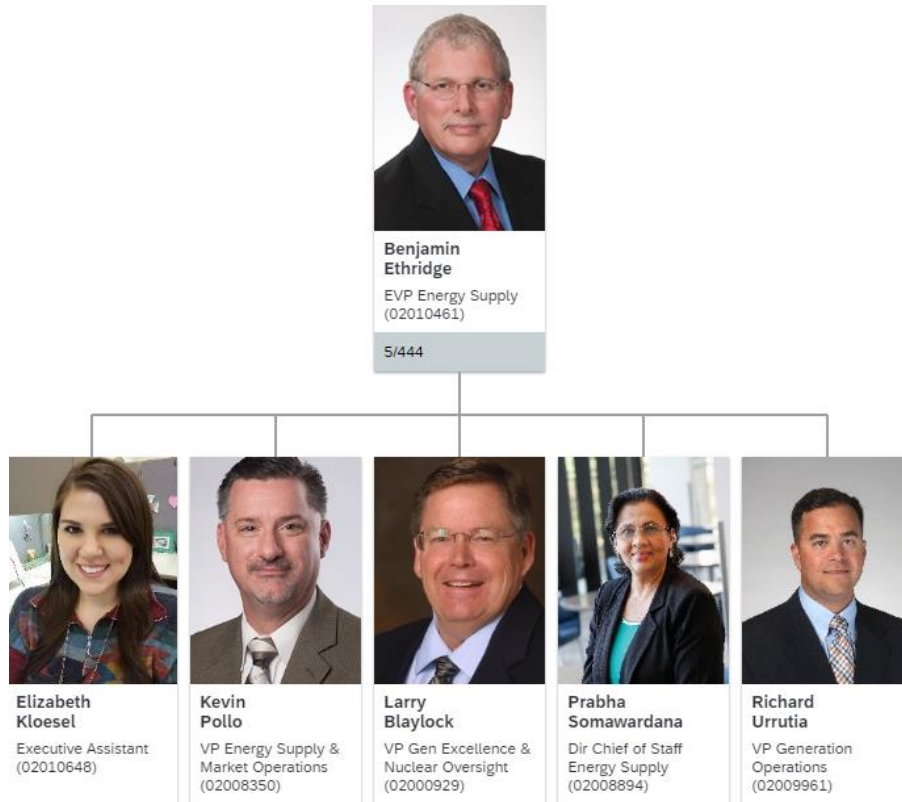 Benjamin
Ethridge
EVP Energy Supply
(02010461)
5/444
Elizabeth
Kloesel
Executive Assistant
(02010648)
Kevin
Pollo
VP Energy Supply &
Market Operations
(02008350)
Larry
Blaylock
VP Gen Excellence &
Nuclear Oversight
(02000929)
Prabha
Somawardana
Dir Chief of Staff
Energy Supply
(02008894)
Richard
Urrutia
VP Generation
Operations
(02009961)